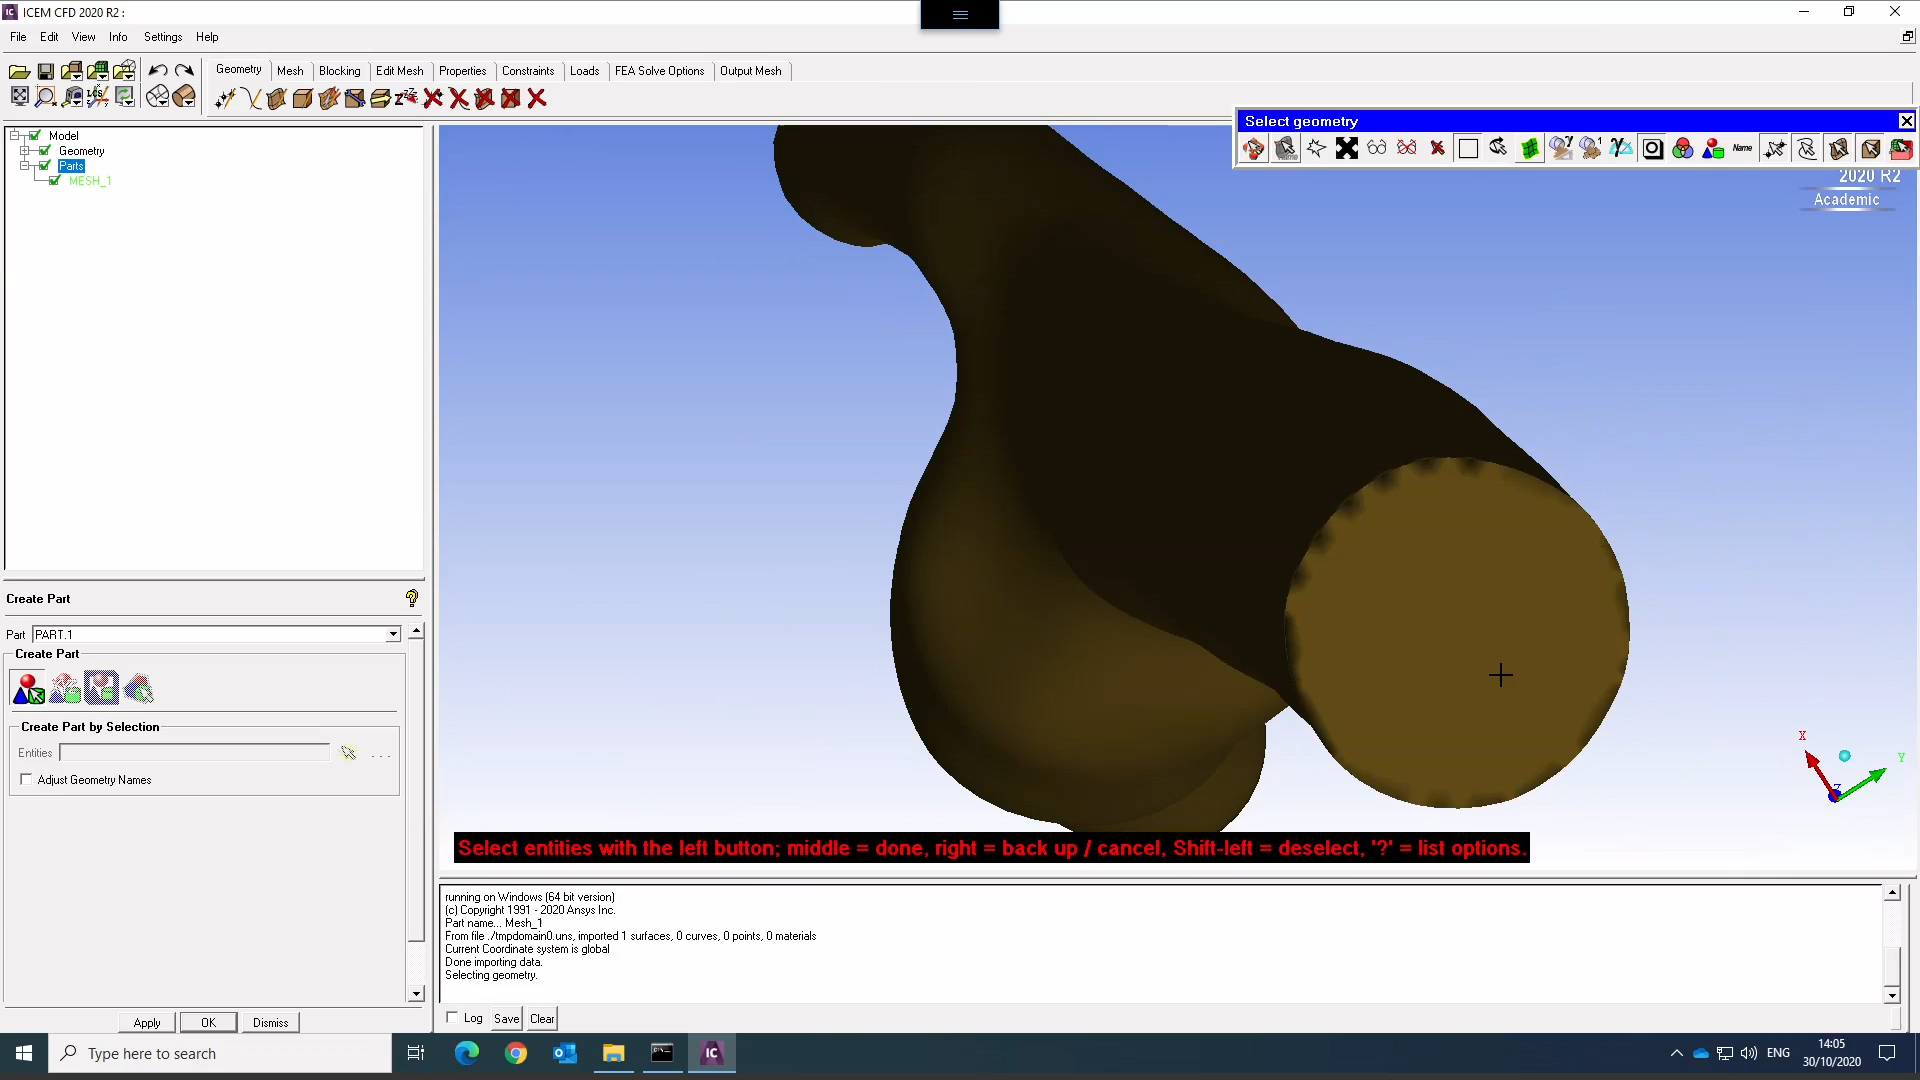 ICEM CFD 2020 R2 :
File Edit View Info Settings Help
Geometry Mesh Blocking Edit Mesh Properties Constraints Loads FEA Solve Options Output Mesh
LCS
Select geometry
Name
Model
Geometry
Parts
MESH_1
2020 R2
Academic
Create Part
Part PART.1
Create Part
Create Part by Selection
Entities ...
Adjust Geometry Names
X
Y
Z
Select entities with the left button; middle = done, right = back up / cancel, Shift-left = deselect, '?' = list options.
running on Windows (64 bit version)
(c) Copyright 1991 - 2020 Ansys Inc.
Part name... Mesh_1
From file ./tmpdomain0.uns, imported 1 surfaces, 0 curves, 0 points, 0 materials
Current Coordinate system is global
Done importing data.
Selecting geometry.
Apply OK Dismiss
Log Save Clear
Type here to search
IC
ENG
14:05
30/10/2020